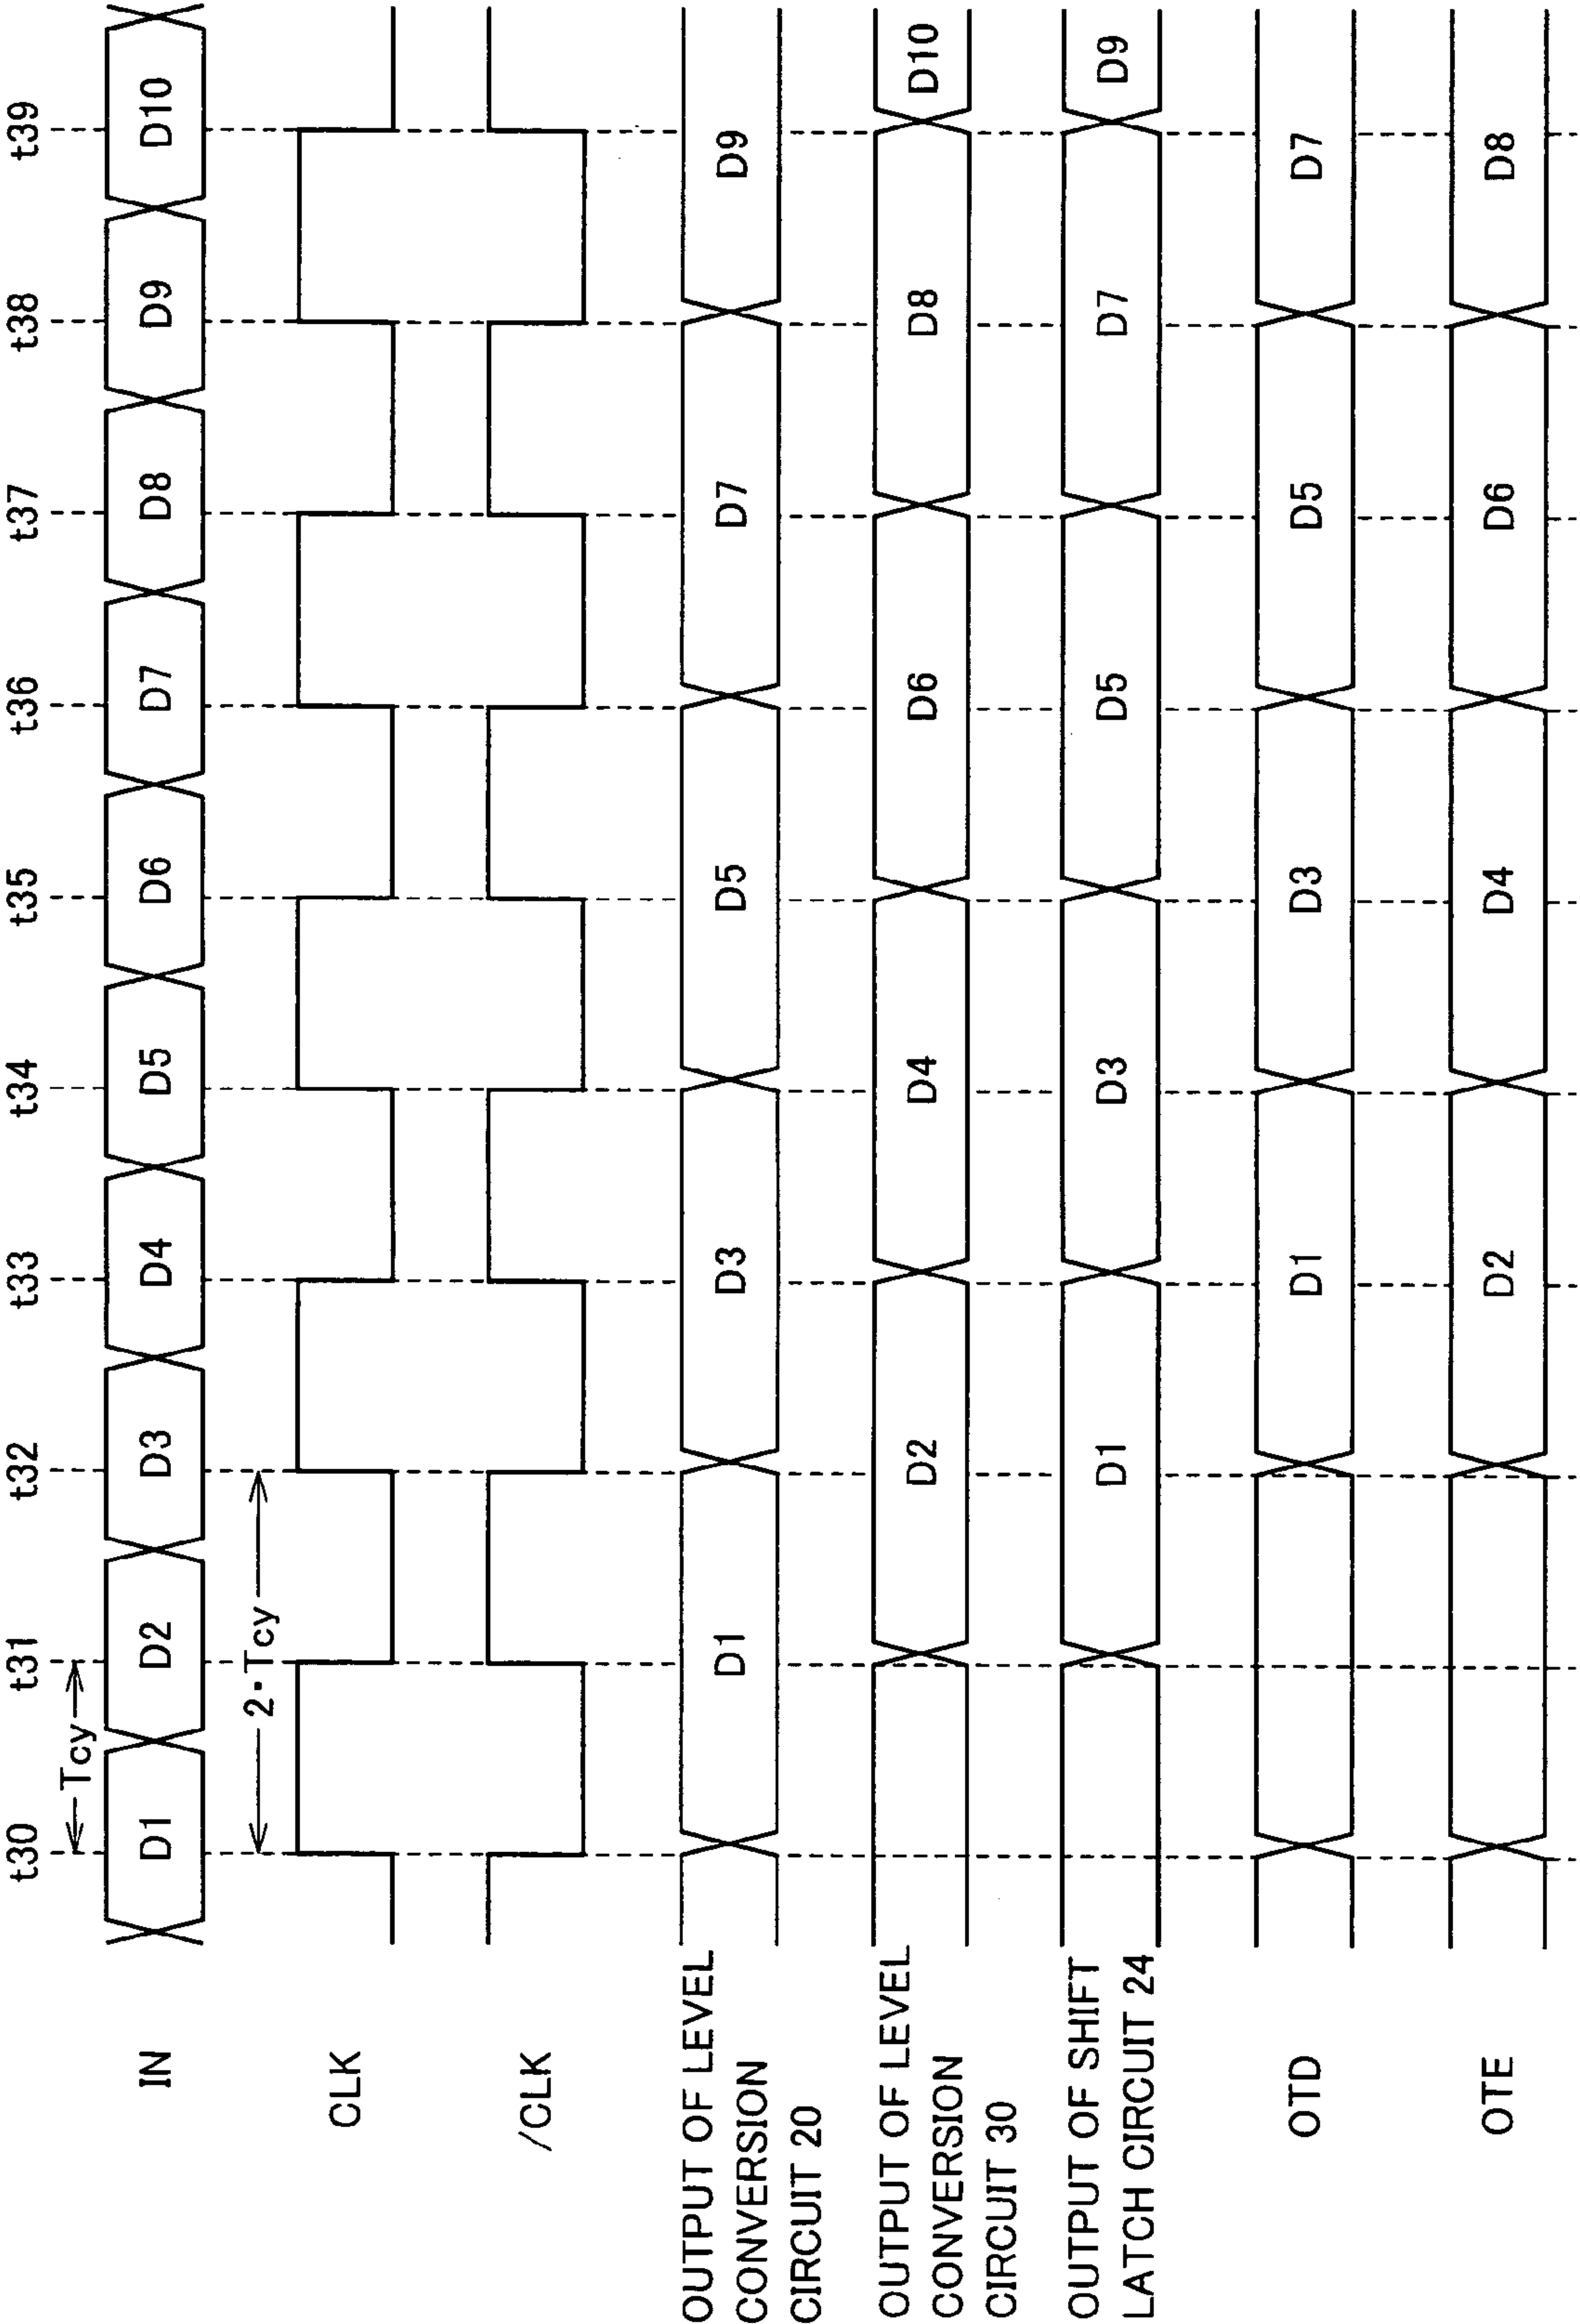 t30 t31 t32 t33 t34 t35 t36 t37 t38 t39
Tcy
IN D1 D2 D3 D4 D5 D6 D7 D8 D9 D10
2・Tcy
CLK
/CLK
OUTPUT OF LEVEL
CONVERSION
CIRCUIT 20
D1 D3 D5 D7 D9
OUTPUT OF LEVEL
CONVERSION
CIRCUIT 30
D2 D4 D6 D8 D10
OUTPUT OF SHIFT
LATCH CIRCUIT 24
D1 D3 D5 D7 D9
OTD D1 D3 D5 D7
OTE D2 D4 D6 D8